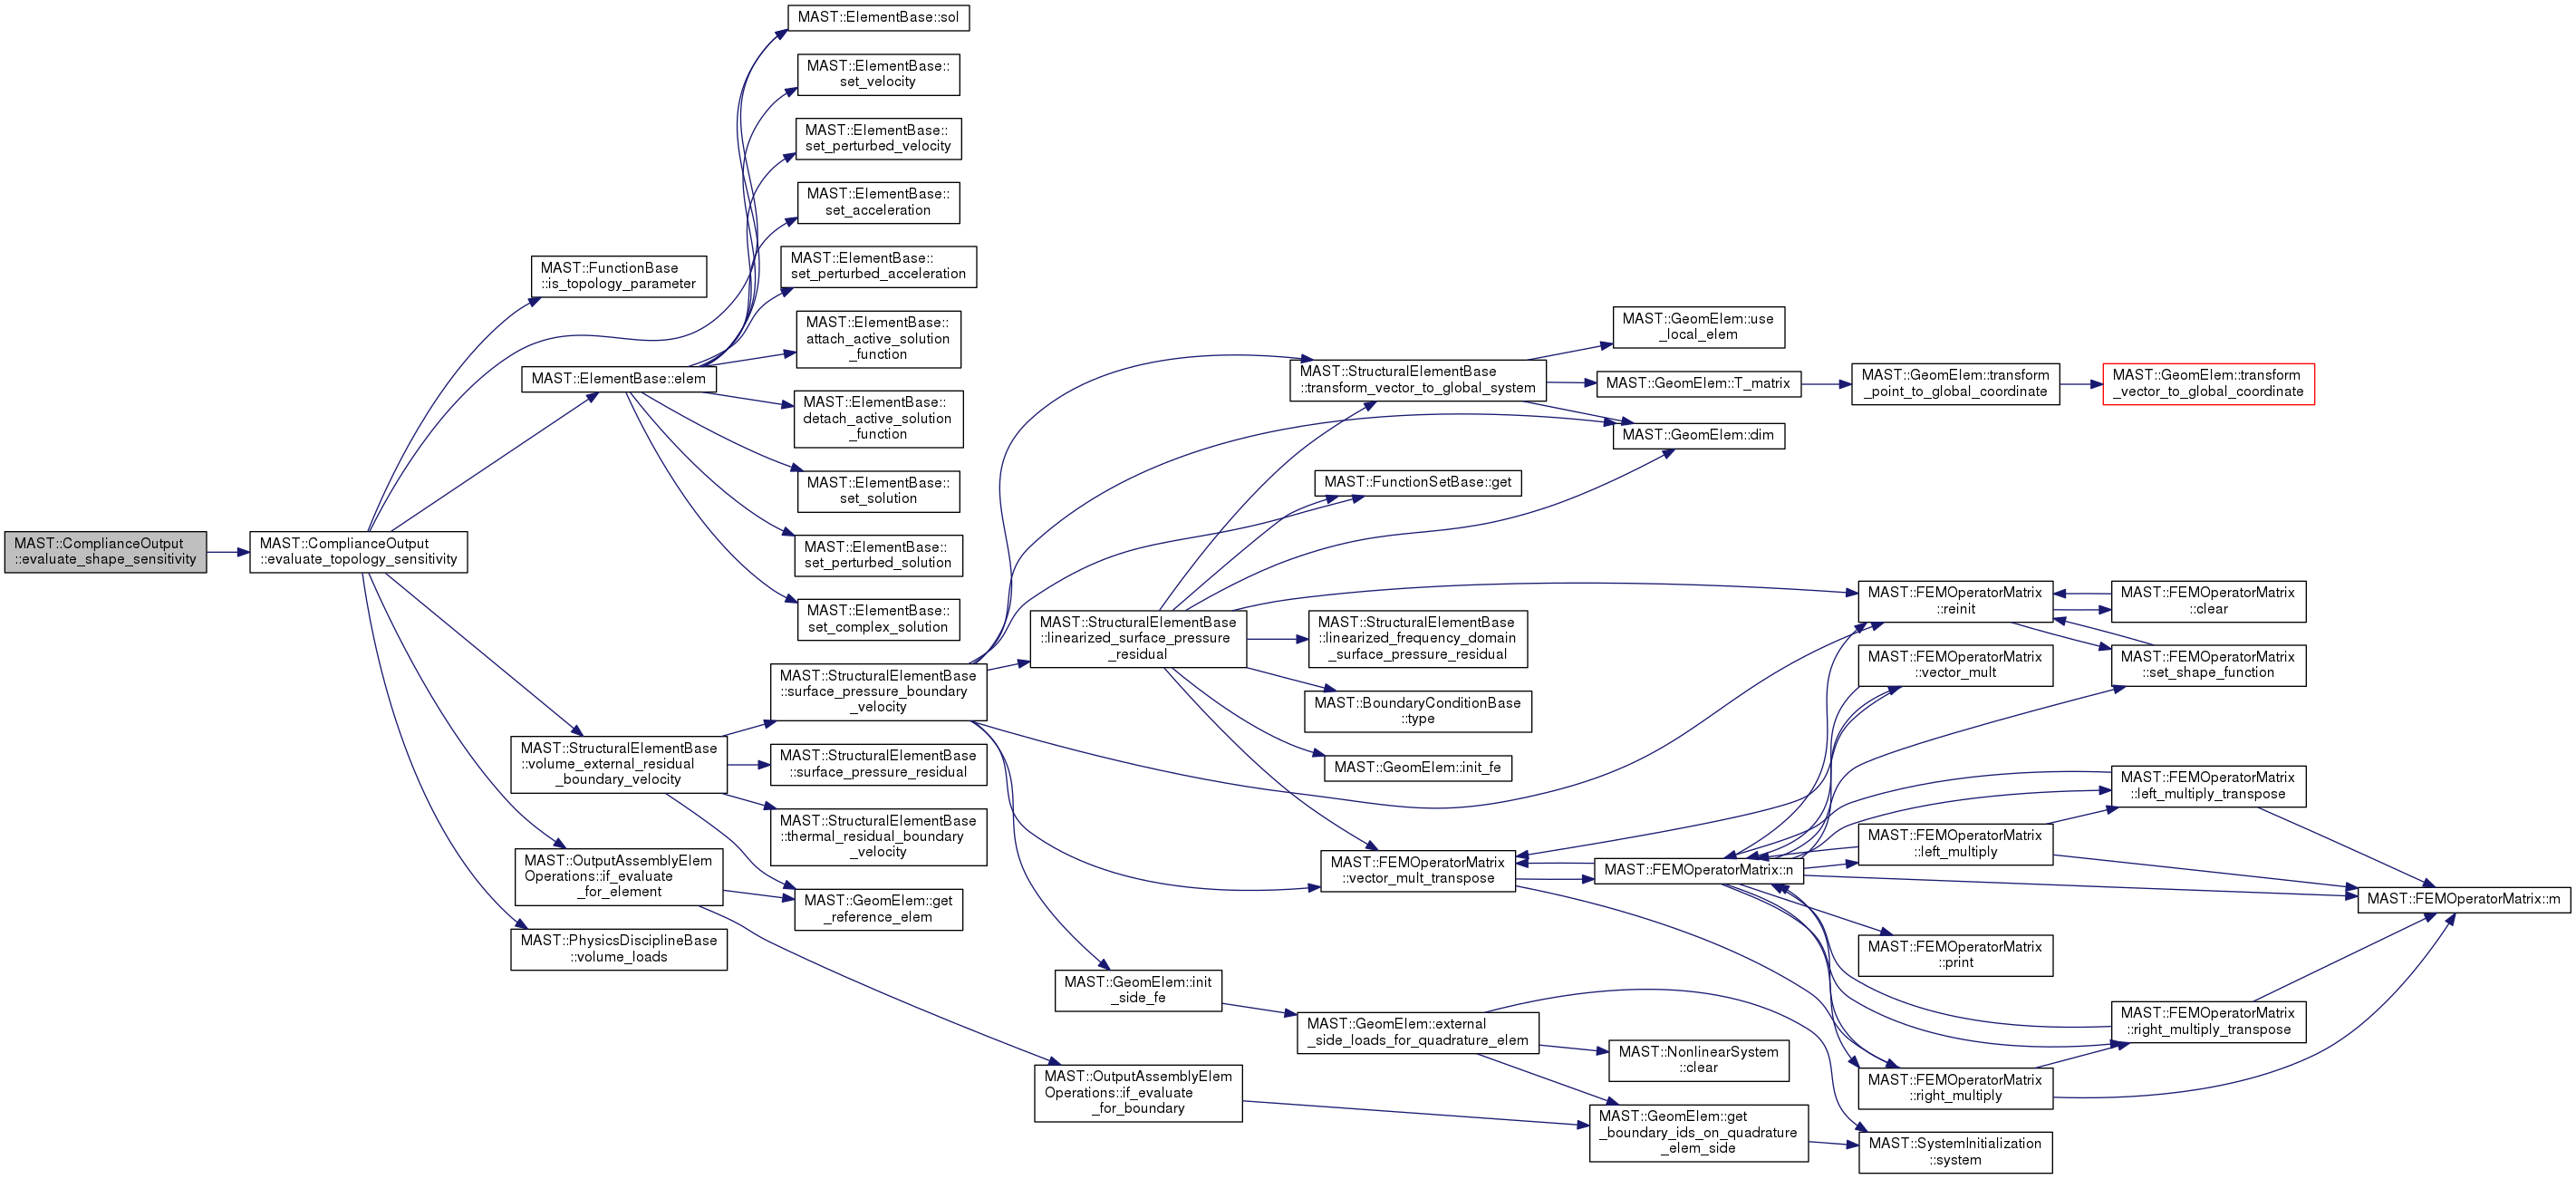 MAST::ComplianceOutput
::evaluate_shape_sensitivity
MAST::ComplianceOutput
::evaluate_topology_sensitivity
MAST::FunctionBase
::is_topology_parameter
MAST::ElementBase::elem
MAST::StructuralElementBase
::volume_external_residual
_boundary_velocity
MAST::OutputAssemblyElem
Operations::if_evaluate
_for_element
MAST::PhysicsDisciplineBase
::volume_loads
MAST::ElementBase::sol
MAST::ElementBase::
set_velocity
MAST::ElementBase::
set_perturbed_velocity
MAST::ElementBase::
set_acceleration
MAST::ElementBase::
set_perturbed_acceleration
MAST::ElementBase::
attach_active_solution
_function
MAST::ElementBase::
detach_active_solution
_function
MAST::ElementBase::
set_solution
MAST::ElementBase::
set_perturbed_solution
MAST::ElementBase::
set_complex_solution
MAST::StructuralElementBase
::surface_pressure_boundary
_velocity
MAST::StructuralElementBase
::surface_pressure_residual
MAST::StructuralElementBase
::thermal_residual_boundary
_velocity
MAST::GeomElem::get
_reference_elem
MAST::StructuralElementBase
::linearized_surface_pressure
_residual
MAST::GeomElem::init
_side_fe
MAST::OutputAssemblyElem
Operations::if_evaluate
_for_boundary
MAST::StructuralElementBase
::transform_vector_to_global_system
MAST::FunctionSetBase::get
MAST::StructuralElementBase
::linearized_frequency_domain
_surface_pressure_residual
MAST::BoundaryConditionBase
::type
MAST::GeomElem::init_fe
MAST::FEMOperatorMatrix
::vector_mult_transpose
MAST::GeomElem::external
_side_loads_for_quadrature_elem
MAST::GeomElem::use
_local_elem
MAST::GeomElem::T_matrix
MAST::GeomElem::dim
MAST::FEMOperatorMatrix::n
MAST::NonlinearSystem
::clear
MAST::GeomElem::get
_boundary_ids_on_quadrature
_elem_side
MAST::GeomElem::transform
_point_to_global_coordinate
MAST::FEMOperatorMatrix
::reinit
MAST::FEMOperatorMatrix
::vector_mult
MAST::FEMOperatorMatrix
::left_multiply
MAST::FEMOperatorMatrix
::print
MAST::FEMOperatorMatrix
::right_multiply
MAST::SystemInitialization
::system
MAST::GeomElem::transform
_vector_to_global_coordinate
MAST::FEMOperatorMatrix
::clear
MAST::FEMOperatorMatrix
::set_shape_function
MAST::FEMOperatorMatrix
::left_multiply_transpose
MAST::FEMOperatorMatrix
::right_multiply_transpose
MAST::FEMOperatorMatrix::m